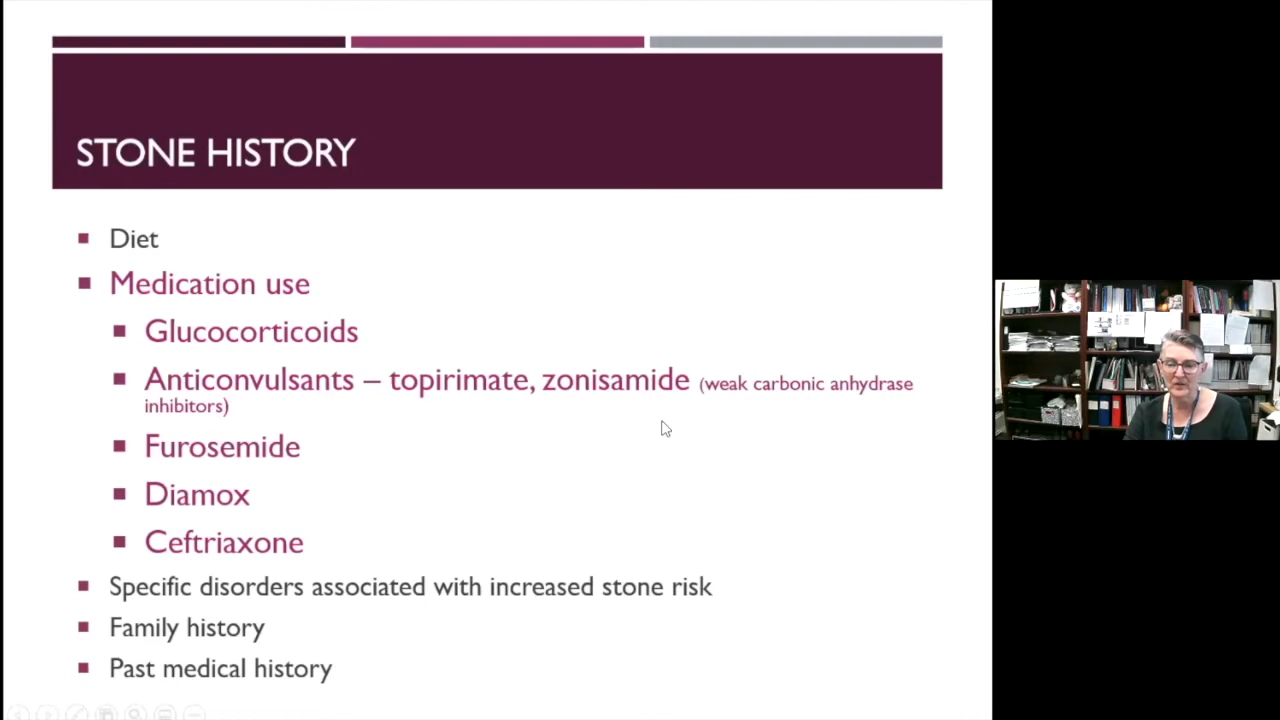 STONE HISTORY
Diet
Medication use
Glucocorticoids
Anticonvulsants – topirimate, zonisamide (weak carbonic anhydrase
inhibitors)
Furosemide
Diamox
Ceftriaxone
Specific disorders associated with increased stone risk
Family history
Past medical history